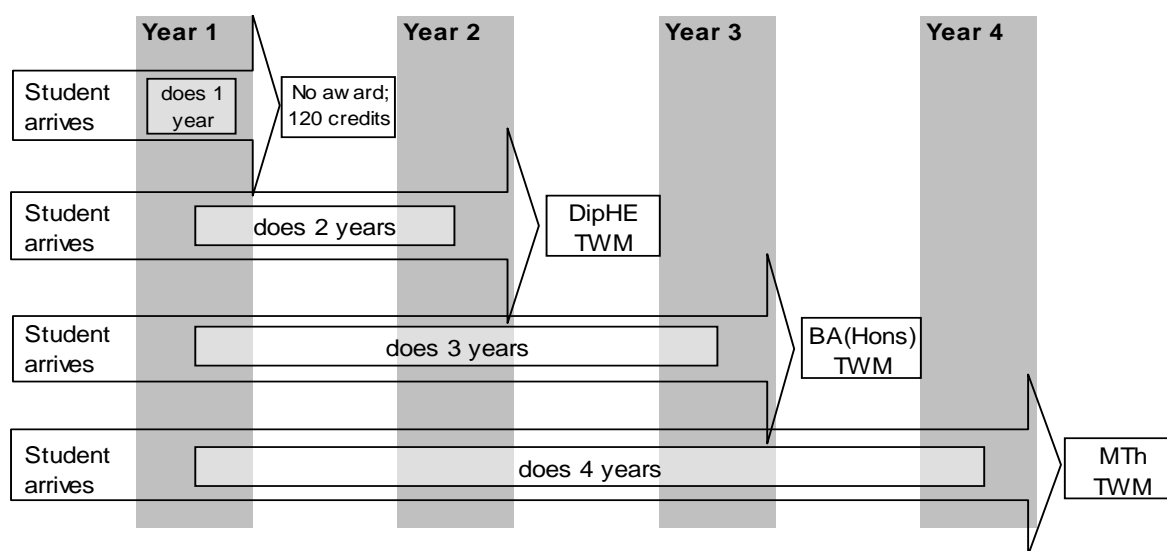 Year 1 Year 2 Year 3 Year 4
Student
arrives
does 1
year
No award;
120 credits
Student
arrives
does 2 years
DipHE
TWM
Student
arrives
does 3 years
BA(Hons)
TWM
Student
arrives
does 4 years
MTh
TWM